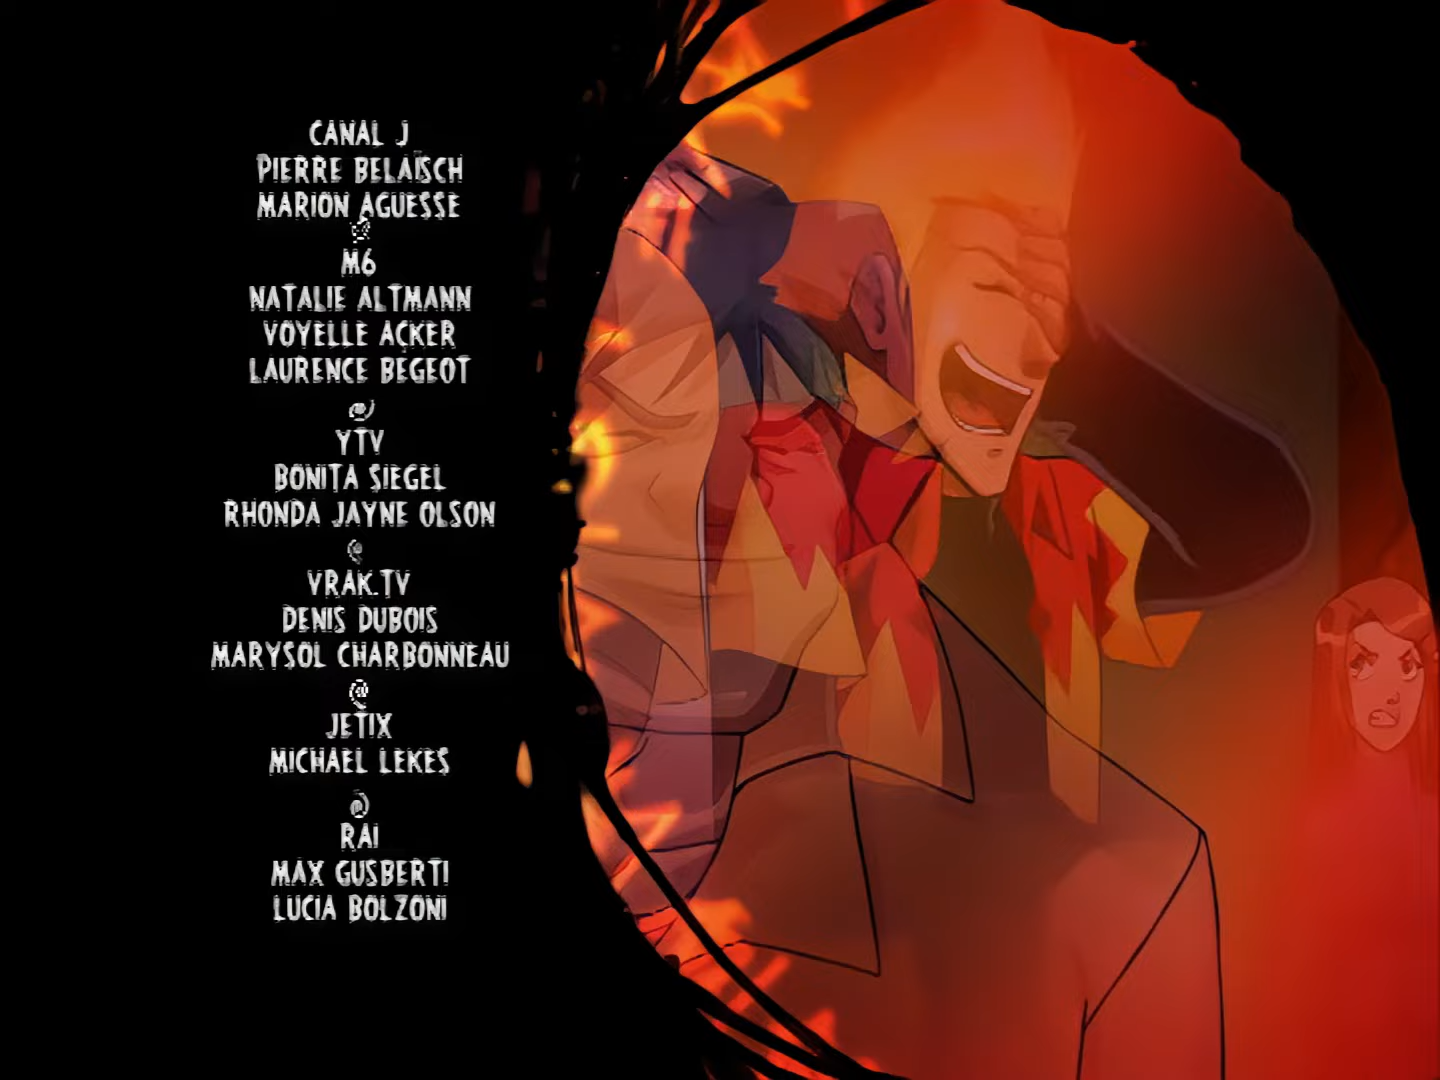 CANAL J
PIERRE BELAÏSCH
MARION AGUESSE
@
M6
NATALIE ALTMANN
VOYELLE ACKER
LAURENCE BEGEOT
@
YTV
BONITA SIEGEL
RHONDA JAYNE OLSON
@
VRAK.TV
DENIS DUBOIS
MARYSOL CHARBONNEAU
@
JETIX
MICHAEL LEKES
@
RAI
MAX GUSBERTI
LUCIA BOLZONI